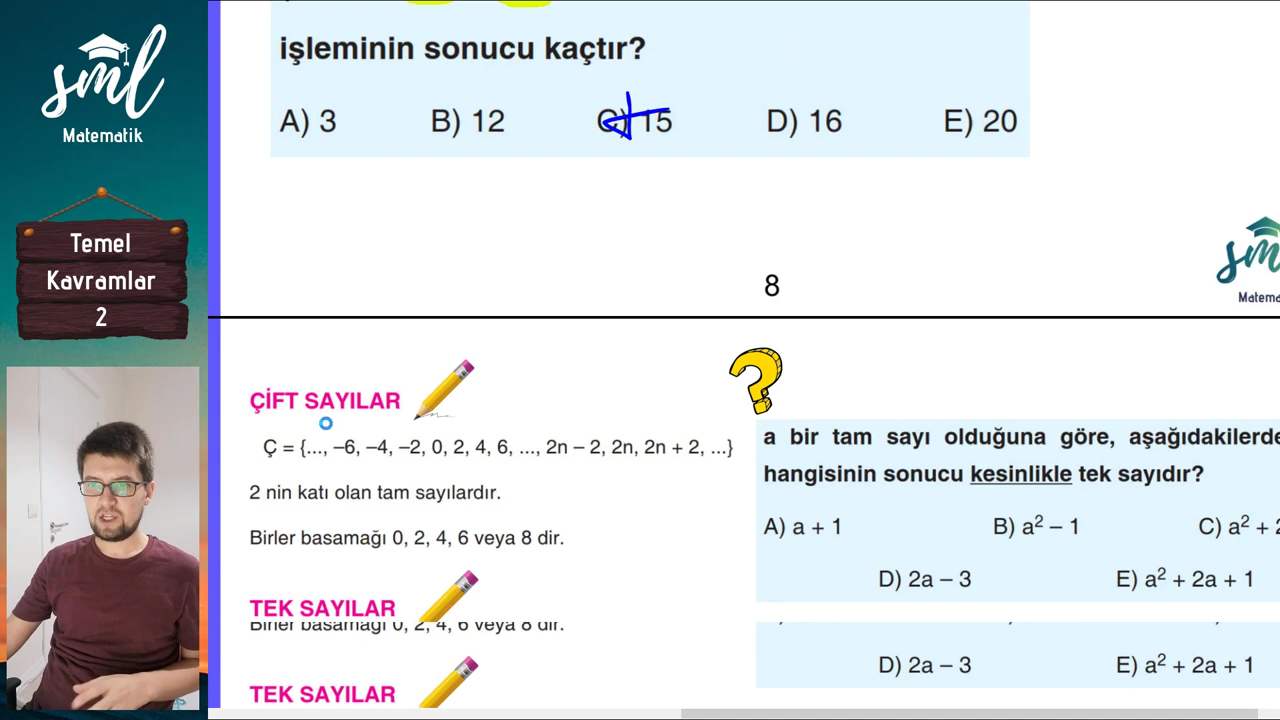 sml
Matematik
Temel
Kavramlar
2
işleminin sonucu kaçtır?
A) 3 B) 12 C) 15 D) 16 E) 20
8
sm
Matema
ÇİFT SAYILAR
Ç = {..., –6, –4, –2, 0, 2, 4, 6, ..., 2n – 2, 2n, 2n + 2, ...}
2 nin katı olan tam sayılardır.
Birler basamağı 0, 2, 4, 6 veya 8 dir.
TEK SAYILAR
Birler basamağı 0, 2, 4, 6 veya 8 dir.
TEK SAYILAR
a bir tam sayı olduğuna göre, aşağıdakilerde
hangisinin sonucu kesinlikle tek sayıdır?
A) a + 1 B) a² – 1 C) a² + 2
D) 2a – 3 E) a² + 2a + 1
D) 2a – 3 E) a² + 2a + 1